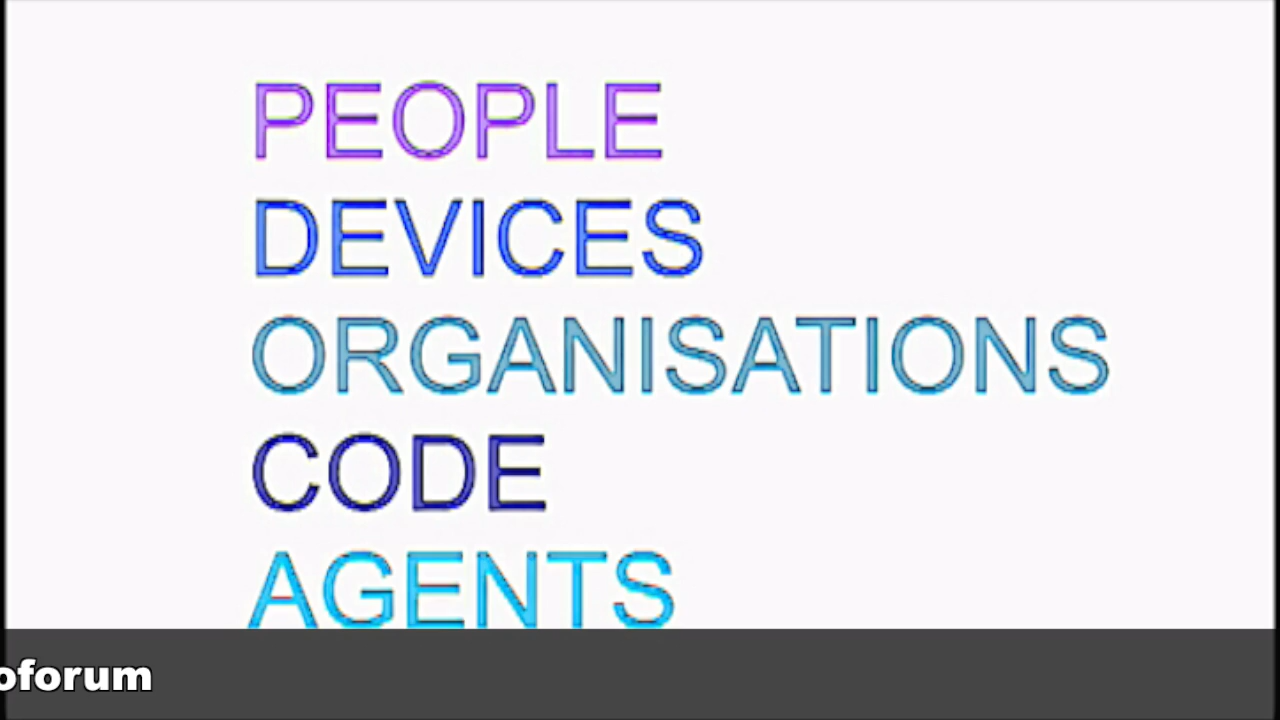 PEOPLE
DEVICES
ORGANISATIONS
CODE
AGENTS
oforum